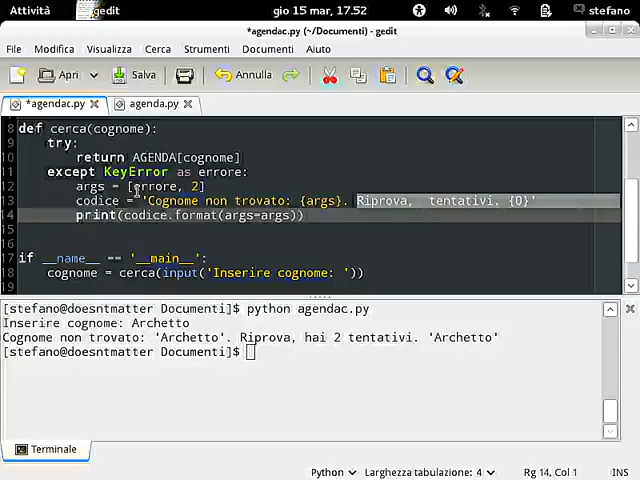 Attività gedit gio 15 mar, 17.52 stefano
*agendac.py (~/Documenti) - gedit
File Modifica Visualizza Cerca Strumenti Documenti Aiuto
Apri Salva Annulla
*agendac.py agenda.py
8 def cerca(cognome):
9 try:
10 return AGENDA[cognome]
11 except KeyError as errore:
12 args = [errore, 2]
13 codice = 'Cognome non trovato: {args}. Riprova,  tentativi. {0}'
14 print(codice.format(args=args))
15
16
17 if __name__ == '__main__':
18 cognome = cerca(input('Inserire cognome: '))
19
[stefano@doesntmatter Documenti]$ python agendac.py
Inserire cognome: Archetto
Cognome non trovato: 'Archetto'. Riprova, hai 2 tentativi. 'Archetto'
[stefano@doesntmatter Documenti]$
Terminale
Python Larghezza tabulazione: 4 Rg 14, Col 1 INS